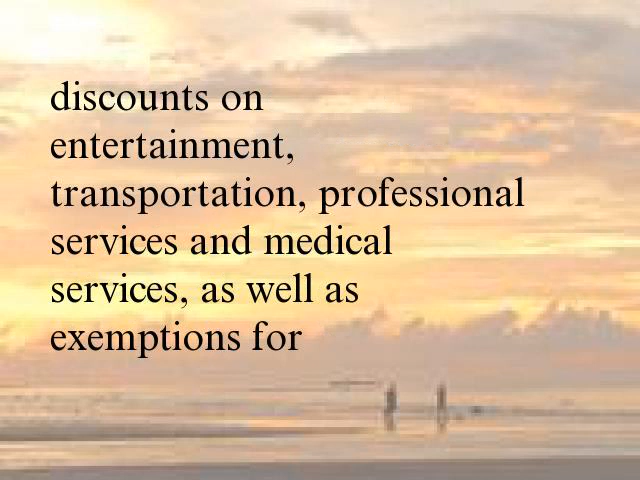 discounts on
entertainment,
transportation, professional
services and medical
services, as well as
exemptions for